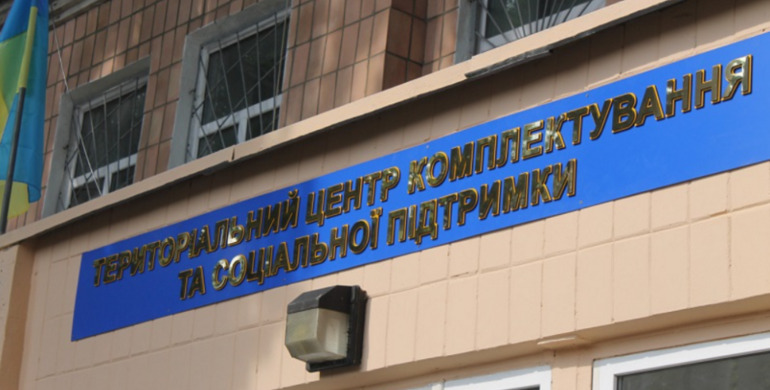 ТЕРИТОРІАЛЬНИЙ ЦЕНТР КОМПЛЕКТУВАННЯ
ТА СОЦІАЛЬНОЇ ПІДТРИМКИ